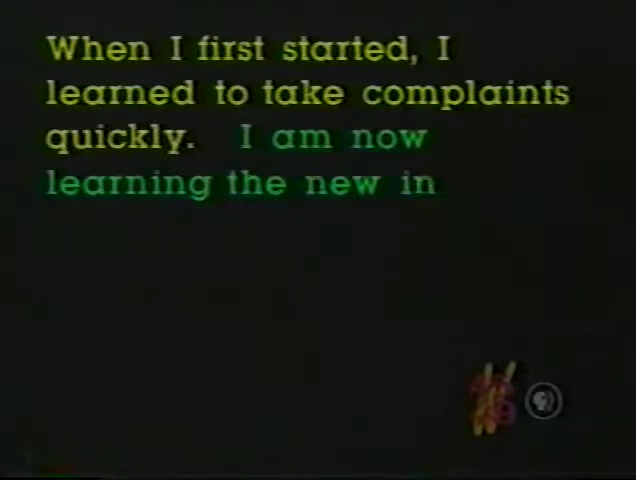 When I first started, I
learned to take complaints
quickly. I am now
learning the new in